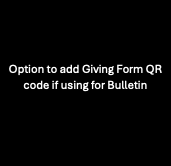 Option to add Giving Form QR
code if using for Bulletin